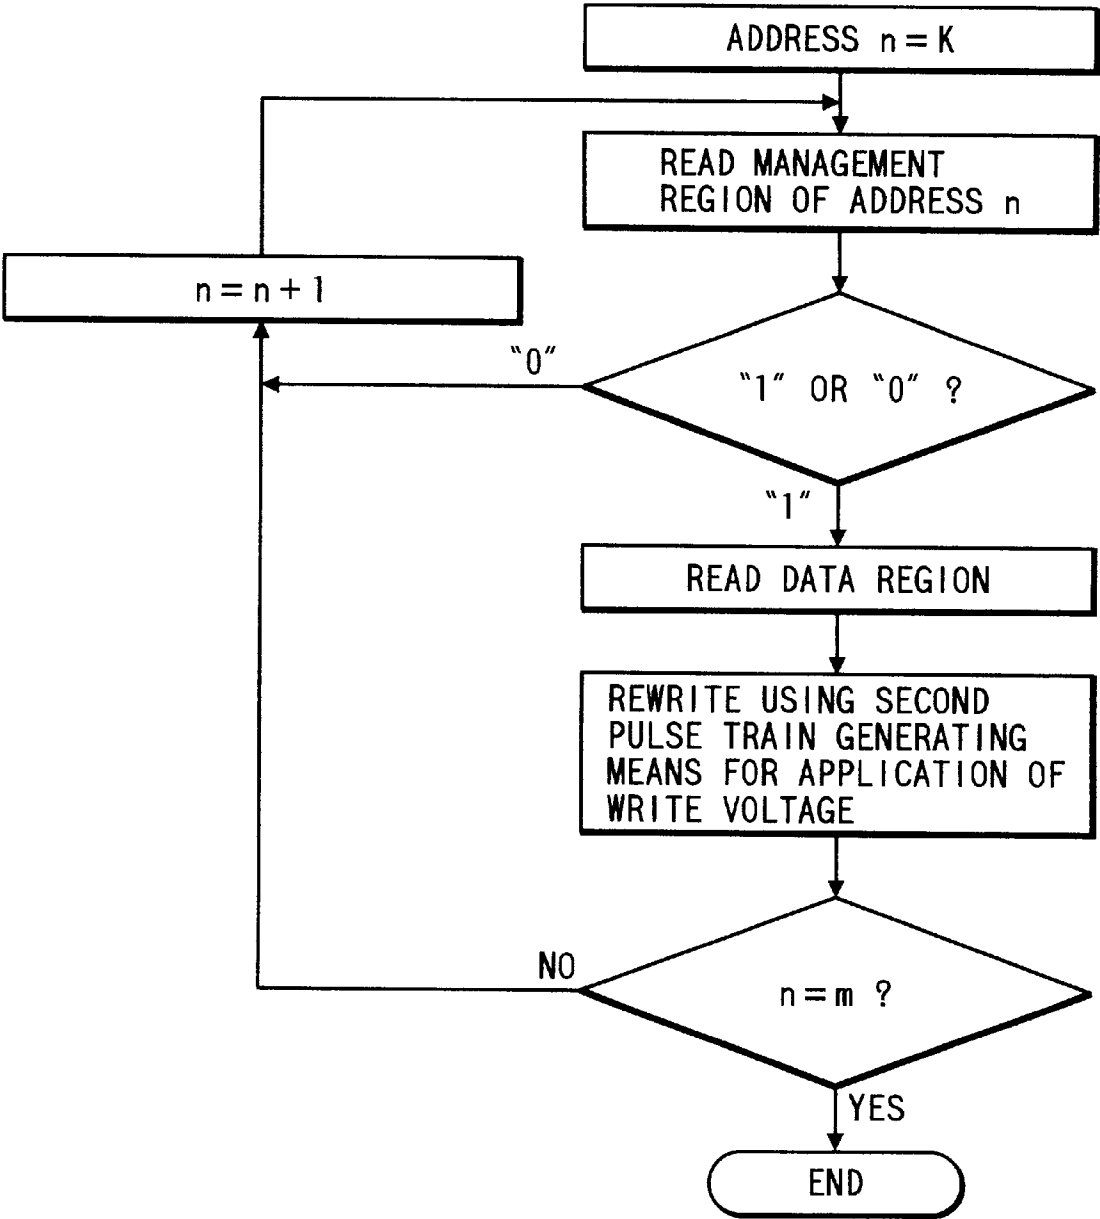 ADDRESS n=K
READ MANAGEMENT
REGION OF ADDRESS n
n=n+1
"0"
"1" OR "0" ?
"1"
READ DATA REGION
REWRITE USING SECOND
PULSE TRAIN GENERATING
MEANS FOR APPLICATION OF
WRITE VOLTAGE
NO
n=m ?
YES
END